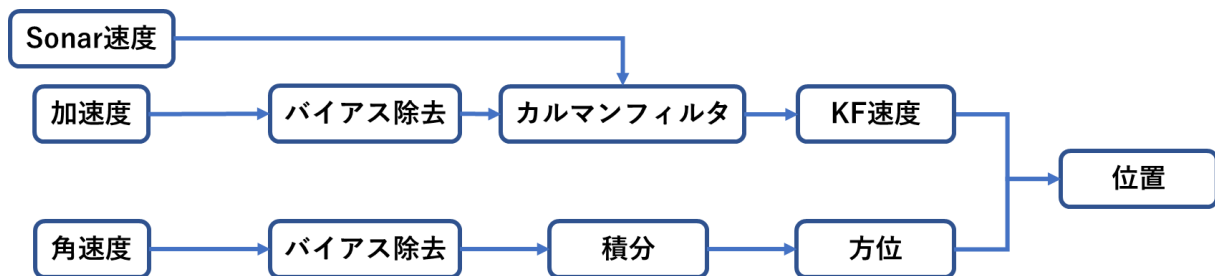 Sonar速度
加速度
バイアス除去
カルマンフィルタ
KF速度
位置
角速度
バイアス除去
積分
方位